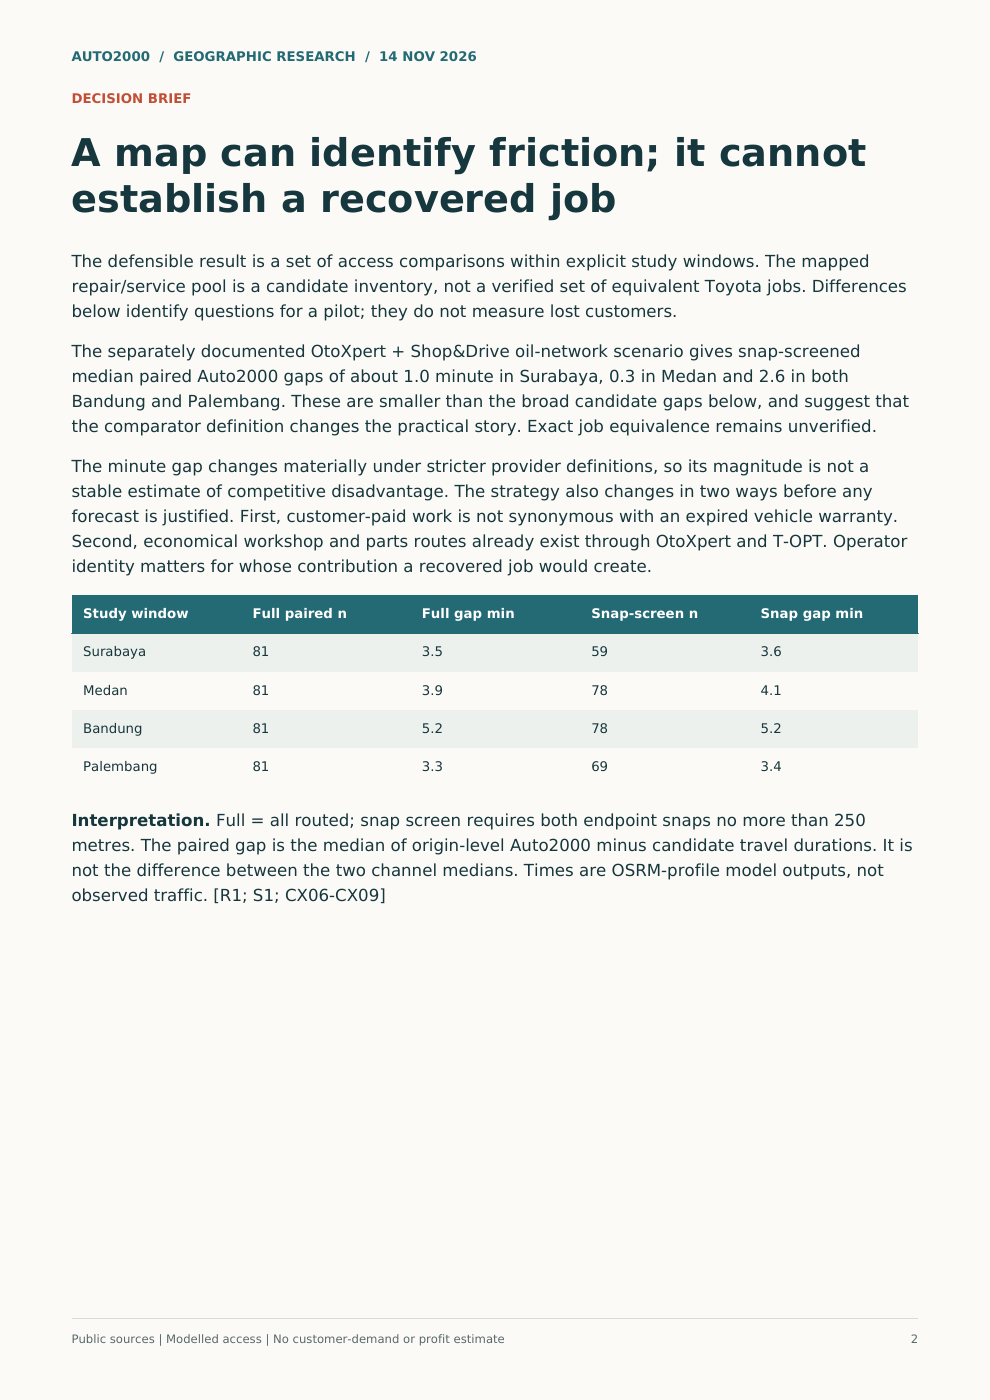 AUTO2000 / GEOGRAPHIC RESEARCH / 14 NOV 2026
DECISION BRIEF
A map can identify friction; it cannot
establish a recovered job
The defensible result is a set of access comparisons within explicit study windows. The mapped
repair/service pool is a candidate inventory, not a verified set of equivalent Toyota jobs. Differences
below identify questions for a pilot; they do not measure lost customers.
The separately documented OtoXpert + Shop&Drive oil-network scenario gives snap-screened
median paired Auto2000 gaps of about 1.0 minute in Surabaya, 0.3 in Medan and 2.6 in both
Bandung and Palembang. These are smaller than the broad candidate gaps below, and suggest that
the comparator definition changes the practical story. Exact job equivalence remains unverified.
The minute gap changes materially under stricter provider definitions, so its magnitude is not a
stable estimate of competitive disadvantage. The strategy also changes in two ways before any
forecast is justified. First, customer-paid work is not synonymous with an expired vehicle warranty.
Second, economical workshop and parts routes already exist through OtoXpert and T-OPT. Operator
identity matters for whose contribution a recovered job would create.
Study window Full paired n Full gap min Snap-screen n Snap gap min
Surabaya 81 3.5 59 3.6
Medan 81 3.9 78 4.1
Bandung 81 5.2 78 5.2
Palembang 81 3.3 69 3.4
Interpretation. Full = all routed; snap screen requires both endpoint snaps no more than 250
metres. The paired gap is the median of origin-level Auto2000 minus candidate travel durations. It is
not the difference between the two channel medians. Times are OSRM-profile model outputs, not
observed traffic. [R1; S1; CX06-CX09]
Public sources | Modelled access | No customer-demand or profit estimate 2